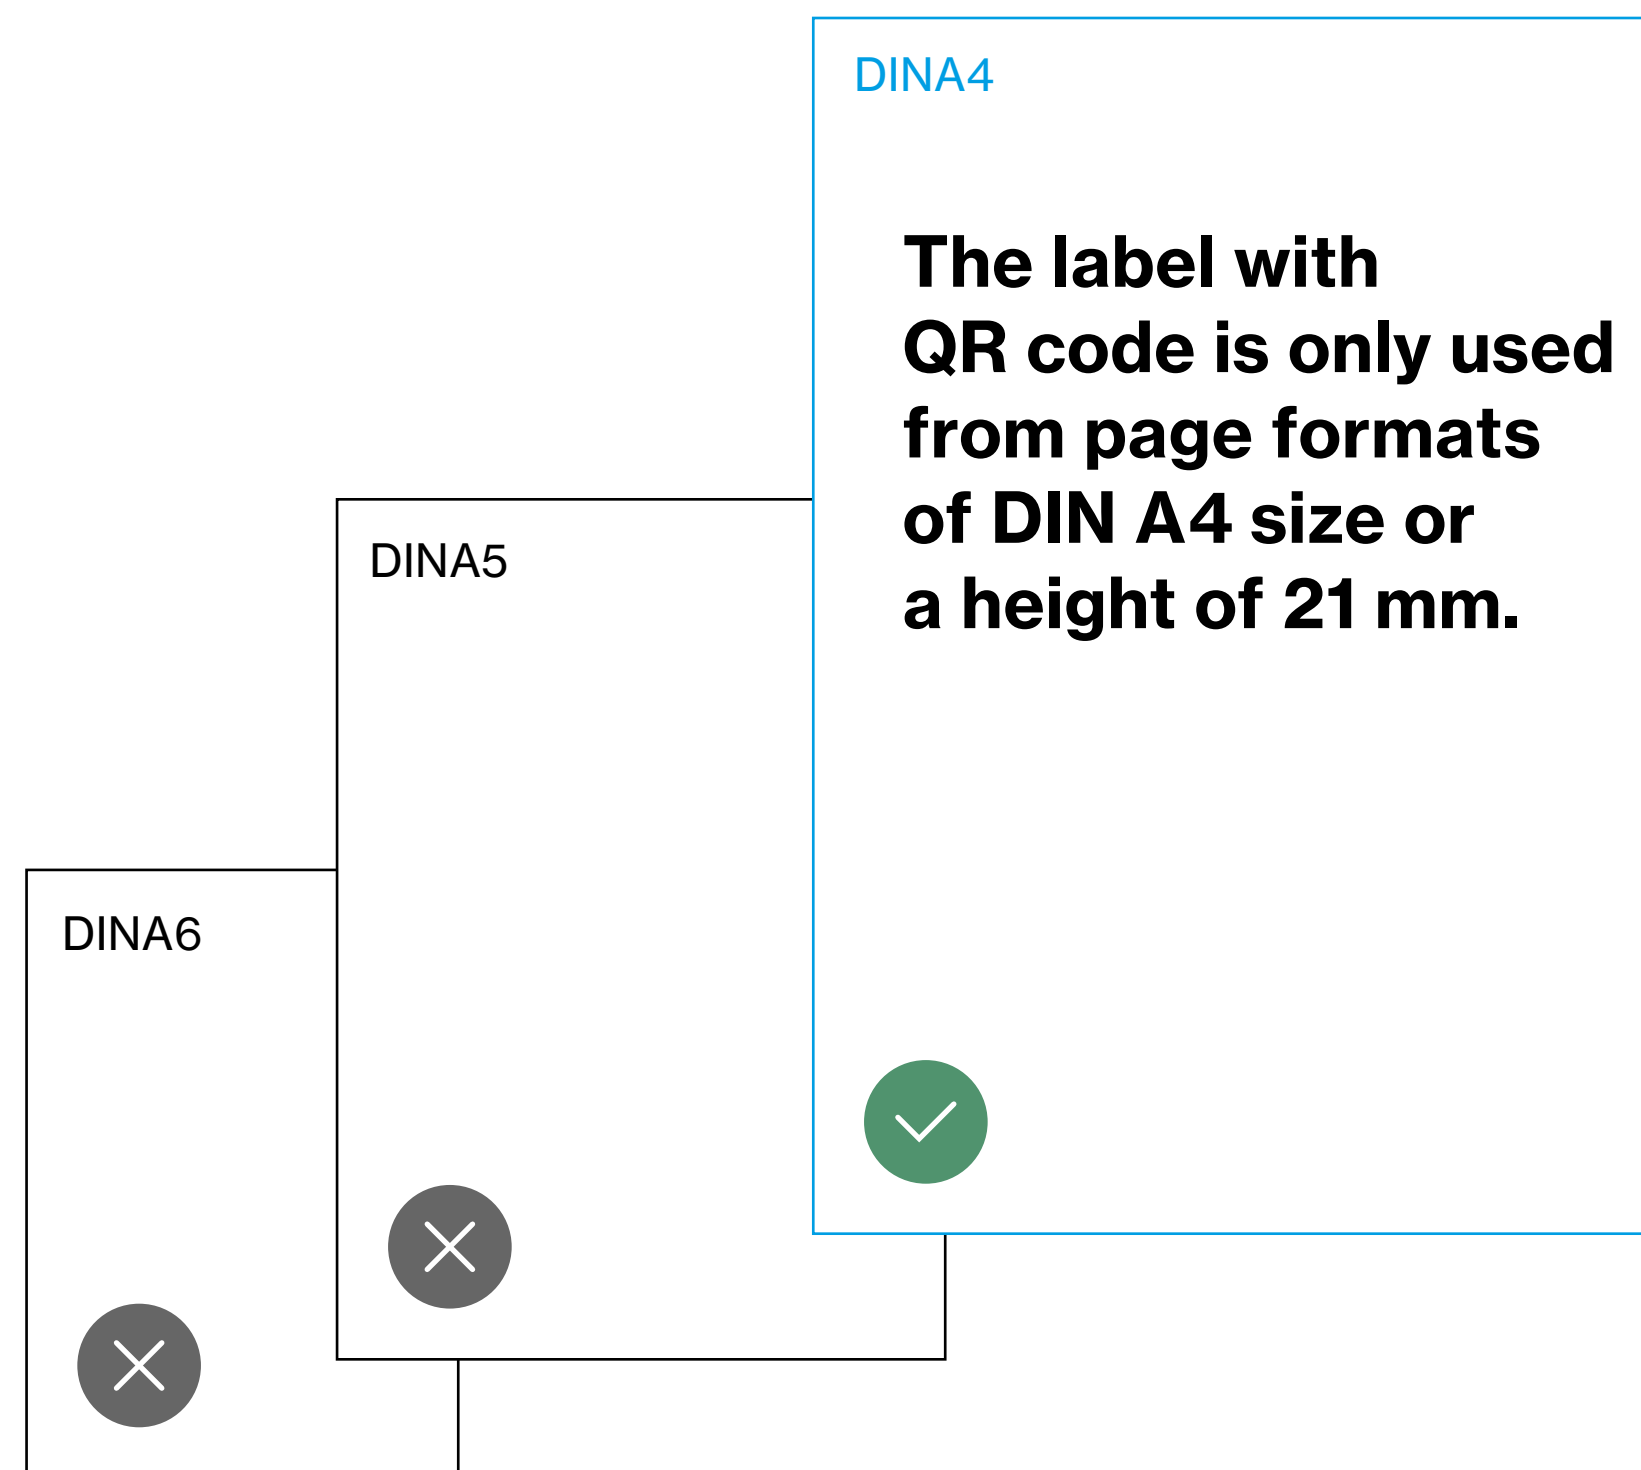 DINA4
The label with
QR code is only used
from page formats
of DIN A4 size or
a height of 21 mm.
DINA5
DINA6